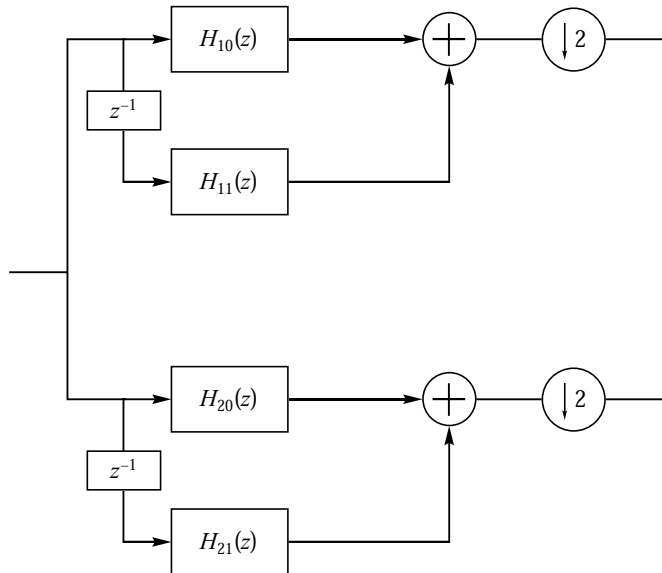 H₁₀(z)
↓ 2
z⁻¹
H₁₁(z)
H₂₀(z)
↓ 2
z⁻¹
H₂₁(z)